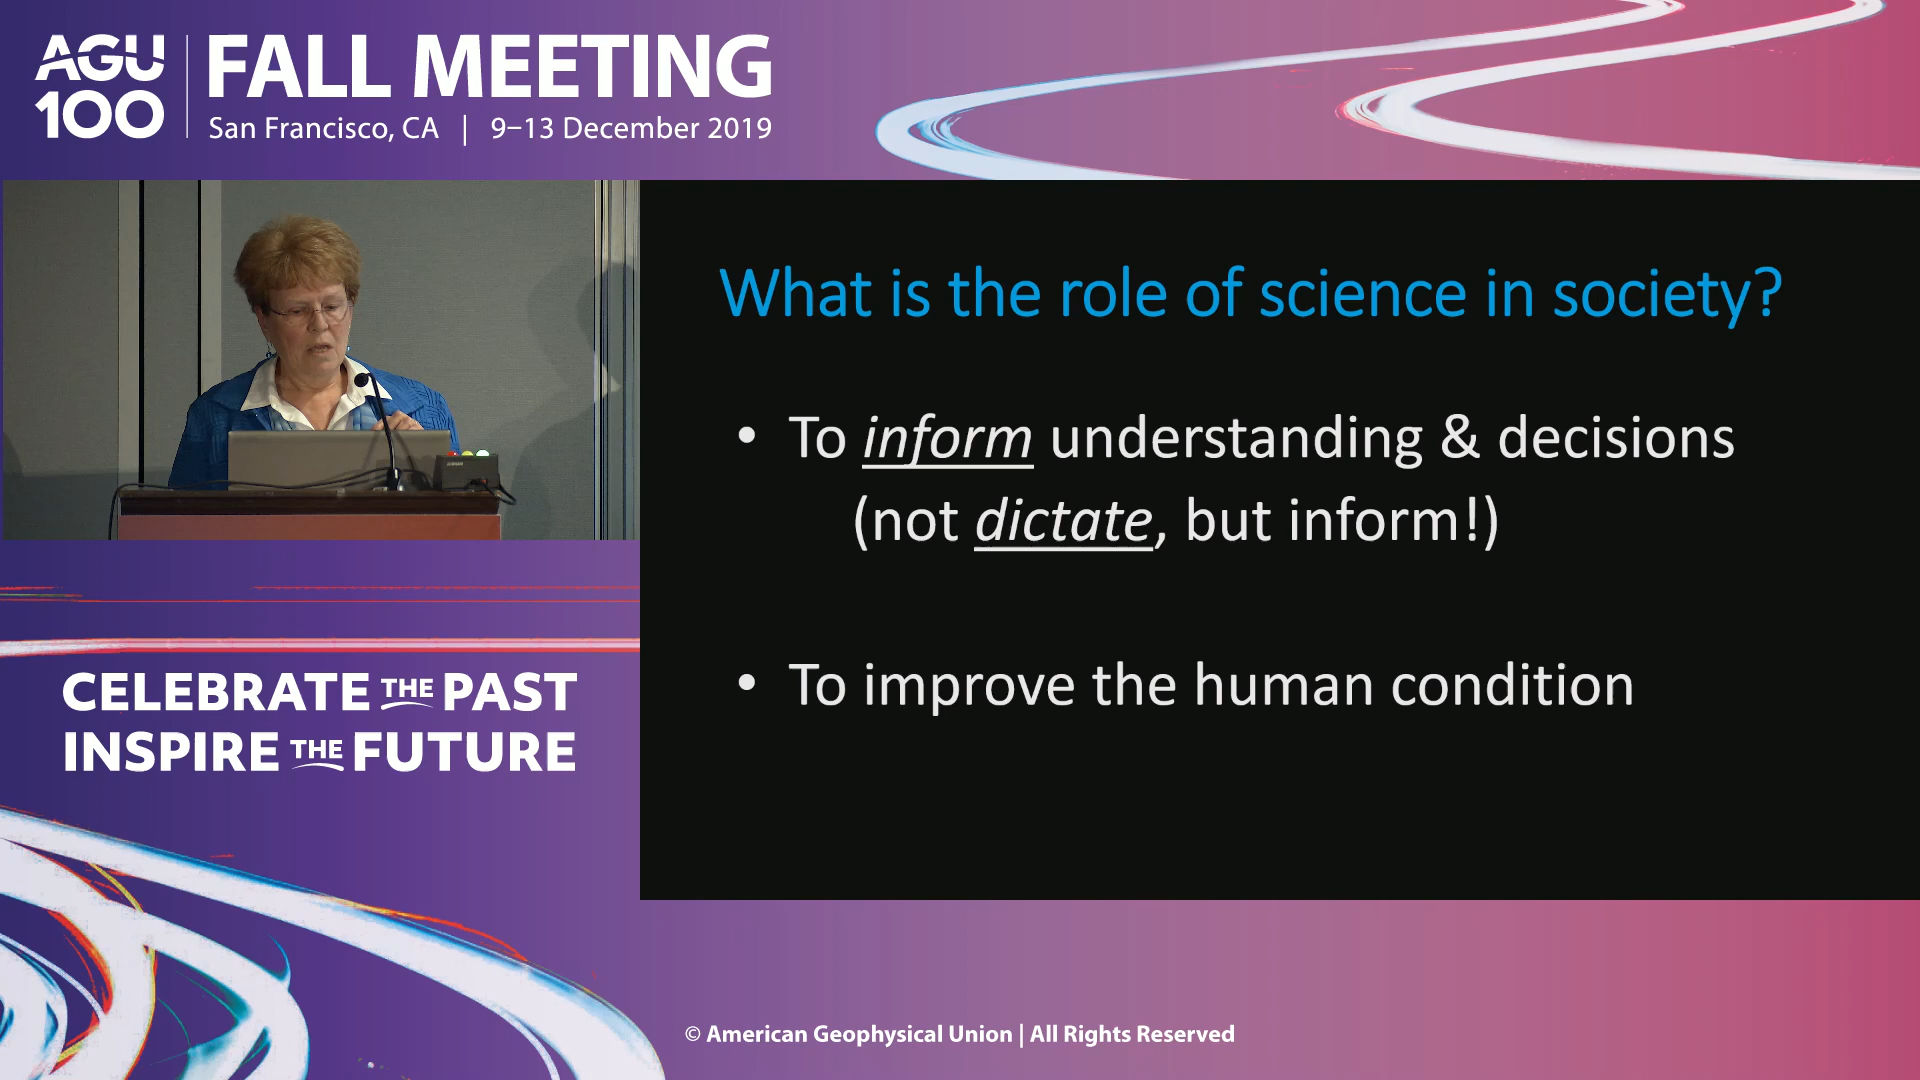 AGU
100
FALL MEETING
San Francisco, CA | 9–13 December 2019
What is the role of science in society?
• To inform understanding & decisions
(not dictate, but inform!)
• To improve the human condition
CELEBRATE THE PAST
INSPIRE THE FUTURE
© American Geophysical Union | All Rights Reserved